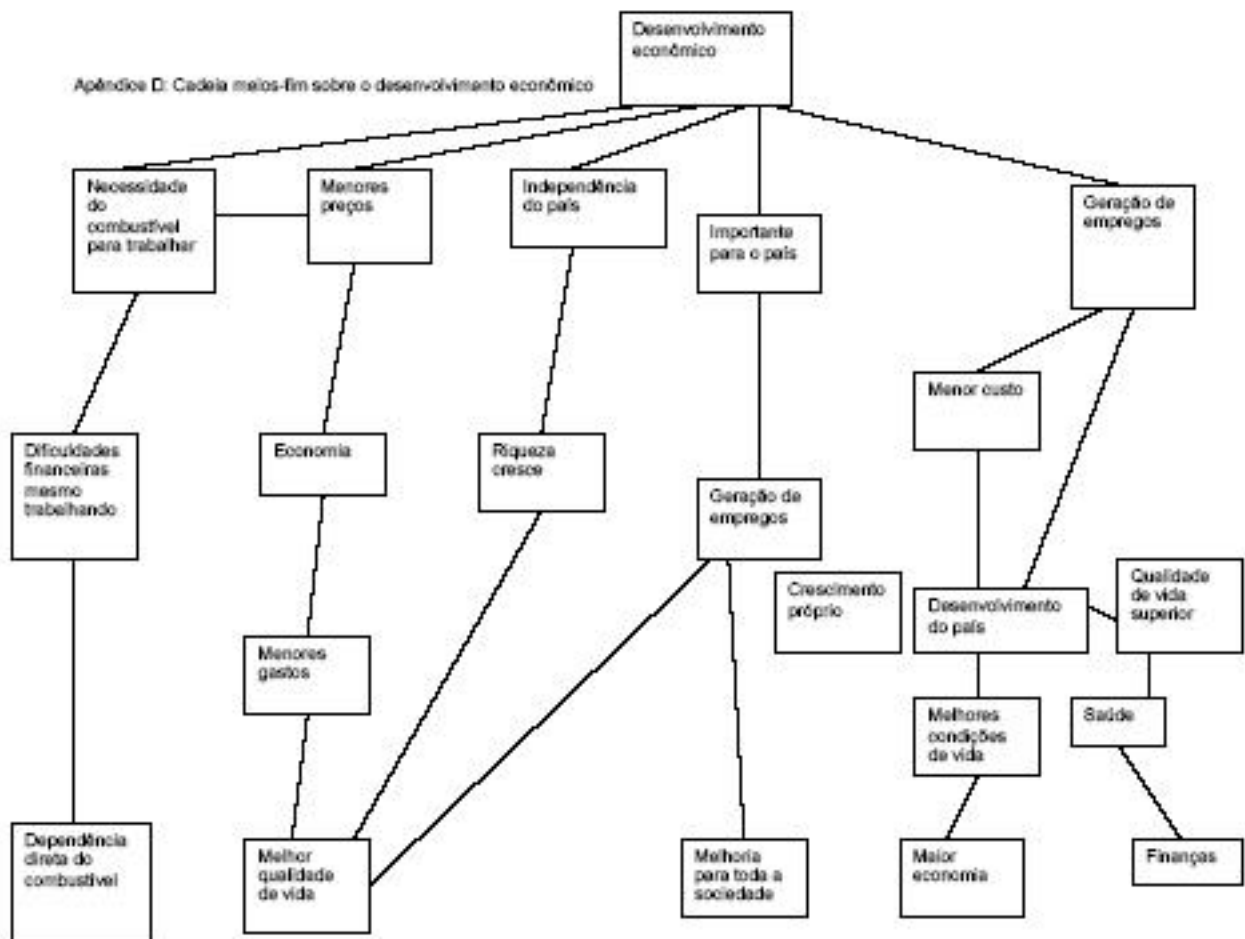 Desenvolvimento
econômico
Apêndice D: Cadeia meios-fim sobre o desenvolvimento econômico
Necessidade
do
combustível
para trabalhar
Menores
preços
Independência
do país
Importante
para o país
Geração de
empregos
Menor custo
Dificuldades
financeiras
mesmo
trabalhando
Economia
Riqueza
cresce
Geração de
empregos
Crescimento
próprio
Desenvolvimento
do país
Qualidade
de vida
superior
Menores
gastos
Melhores
condições
de vida
Saúde
Dependência
direta do
combustível
Melhor
qualidade
de vida
Melhoria
para toda a
sociedade
Maior
economia
Finanças